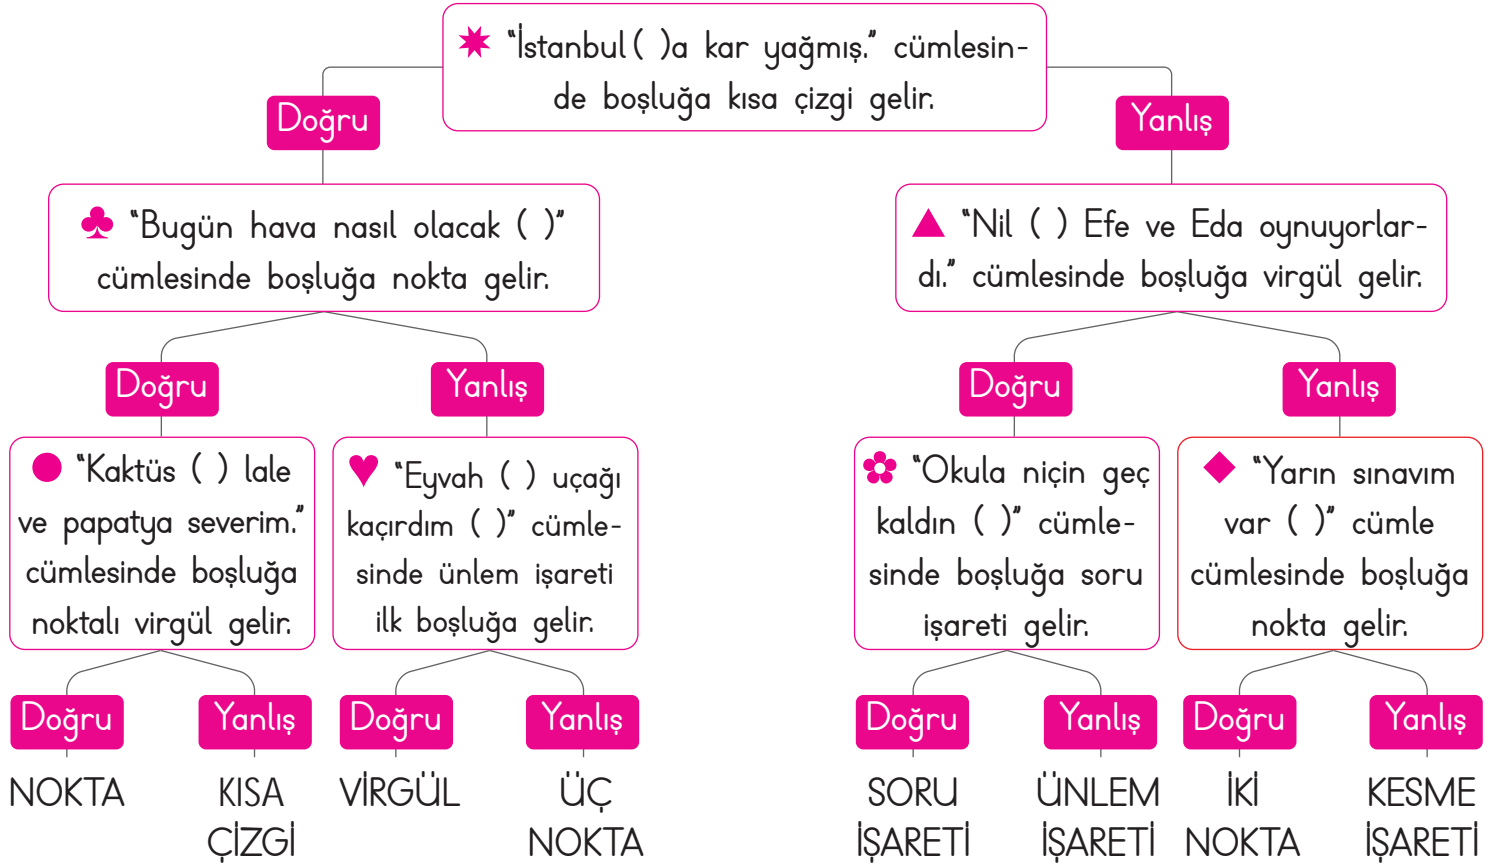 "İstanbul ( )a kar yağmış." cümlesin-
de boşluğa kısa çizgi gelir.
Doğru
Yanlış
"Bugün hava nasıl olacak ( )"
cümlesinde boşluğa nokta gelir.
"Nil ( ) Efe ve Eda oynuyorlar-
dı." cümlesinde boşluğa virgül gelir.
Doğru
Yanlış
Doğru
Yanlış
"Kaktüs ( ) lale
ve papatya severim."
cümlesinde boşluğa
noktalı virgül gelir.
"Eyvah ( ) uçağı
kaçırdım ( )" cümle-
sinde ünlem işareti
ilk boşluğa gelir.
"Okula niçin geç
kaldın ( )" cümle-
sinde boşluğa soru
işareti gelir.
"Yarın sınavım
var ( )" cümle
cümlesinde boşluğa
nokta gelir.
Doğru
Yanlış
Doğru
Yanlış
Doğru
Yanlış
Doğru
Yanlış
NOKTA
KISA
ÇİZGİ
VİRGÜL
ÜÇ
NOKTA
SORU
İŞARETİ
ÜNLEM
İŞARETİ
İKİ
NOKTA
KESME
İŞARETİ